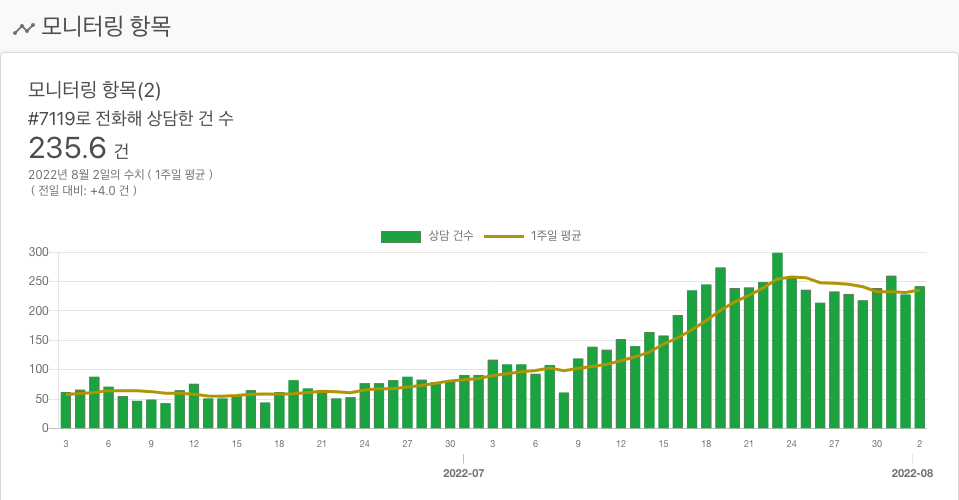 모니터링 항목
모니터링 항목(2)
#7119로 전화해 상담한 건 수
235.6 건
2022년 8월 2일의 수치 ( 1주일 평균 )
( 전일 대비: +4.0 건 )
상담 건수 1주일 평균
300
250
200
150
100
50
0
3 6 9 12 15 18 21 24 27 30 3 6 9 12 15 18 21 24 27 30 2
2022-07 2022-08